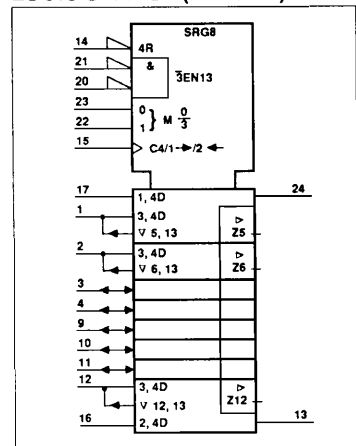 SRG8
14 4R
21 &
20 3EN13
23 0
22 1 } M 0/3
15 C4/1→/2←
17 1, 4D 24
1 3, 4D
▽ 5, 13 ▷ Z5
2 3, 4D
▽ 6, 13 ▷ Z6
3
4
9
10
11
12 3, 4D
▽ 12, 13 ▷ Z12
16 2, 4D 13